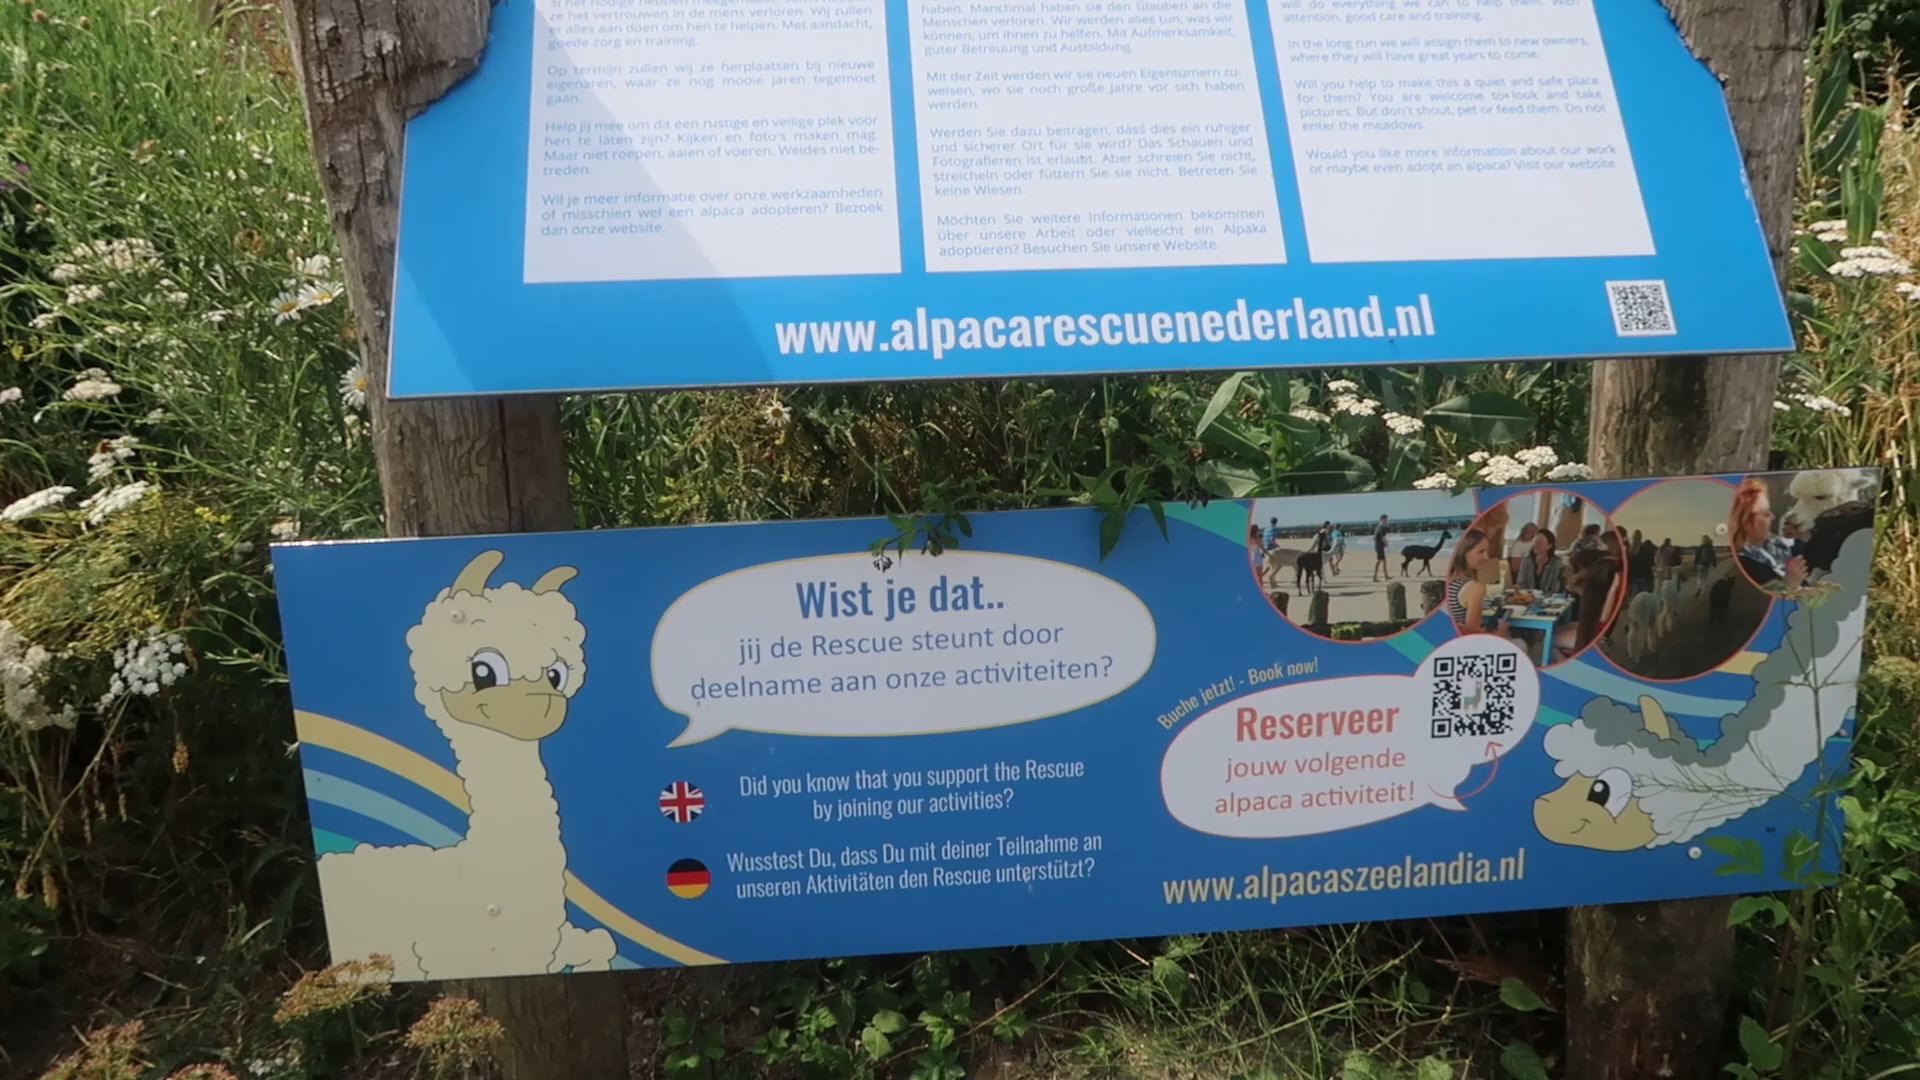 ze het vertrouwen in de mens verloren. Wij zullen
er alles aan doen om hen te helpen. Met aandacht,
goede zorg en training.
Op termijn zullen wij ze herplaatsen bij nieuwe
eigenaren, waar ze nog mooie jaren tegemoet
gaan.
Help jij mee om dit een rustige en veilige plek voor
hen te laten zijn? Kijken en foto's maken mag.
Maar niet roepen, aaien of voeren. Weides niet be-
treden.
Wil je meer informatie over onze werkzaamheden
of misschien wel een alpaca adopteren? Bezoek
dan onze website.
haben. Manchmal haben sie den Glauben an die
Menschen verloren. Wir werden alles tun, was wir
können, um ihnen zu helfen. Mit Aufmerksamkeit,
guter Betreuung und Ausbildung.
Mit der Zeit werden wir sie neuen Eigentümern zu-
weisen, wo sie noch große Jahre vor sich haben
werden.
Werden Sie dazu beitragen, dass dies ein ruhiger
und sicherer Ort für sie wird? Das Schauen und
Fotografieren ist erlaubt. Aber schreien Sie nicht,
streicheln oder füttern Sie sie nicht. Betreten Sie
keine Wiesen.
Möchten Sie weitere Informationen bekommen
über unsere Arbeit oder vielleicht ein Alpaka
adoptieren? Besuchen Sie unsere Website.
will do everything we can to help them. With
attention, good care and training.
In the long run we will assign them to new owners,
where they will have great years to come.
Will you help to make this a quiet and safe place
for them? You are welcome to look and take
pictures. But don't shout, pet or feed them. Do not
enter the meadows.
Would you like more information about our work
or maybe even adopt an alpaca? Visit our website
www.alpacarescuenederland.nl
Wist je dat..
jij de Rescue steunt door
deelname aan onze activiteiten?
Did you know that you support the Rescue
by joining our activities?
Wusstest Du, dass Du mit deiner Teilnahme an
unseren Aktivitäten den Rescue unterstützt?
Buche jetzt! - Book now!
Reserveer
jouw volgende
alpaca activiteit!
www.alpacaszeelandia.nl